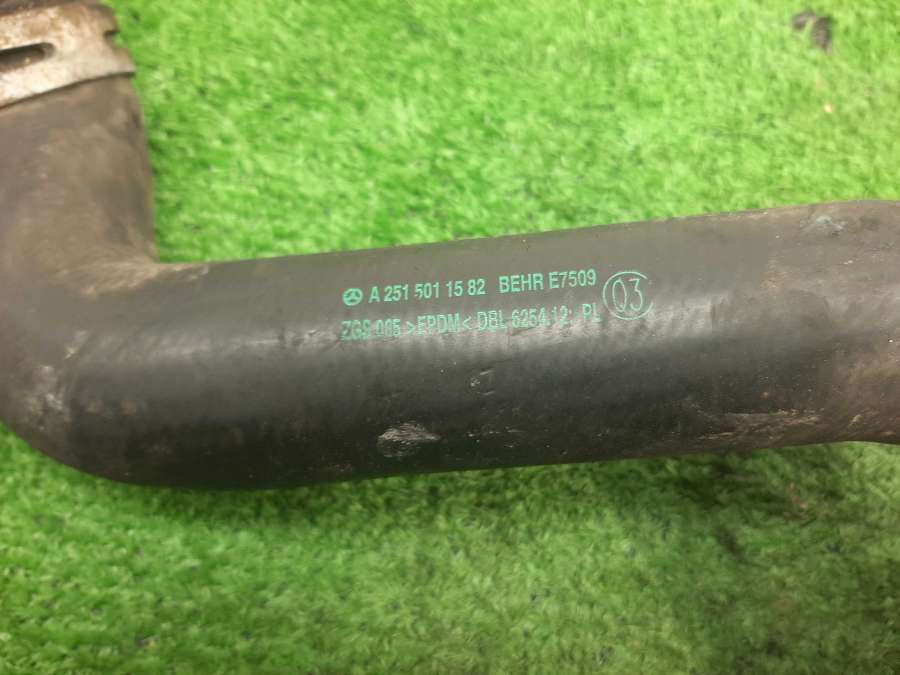 A 251 501 15 82 BEHR E7509
ZGS 005 >EPDM< DBL 6254.12 PL 03